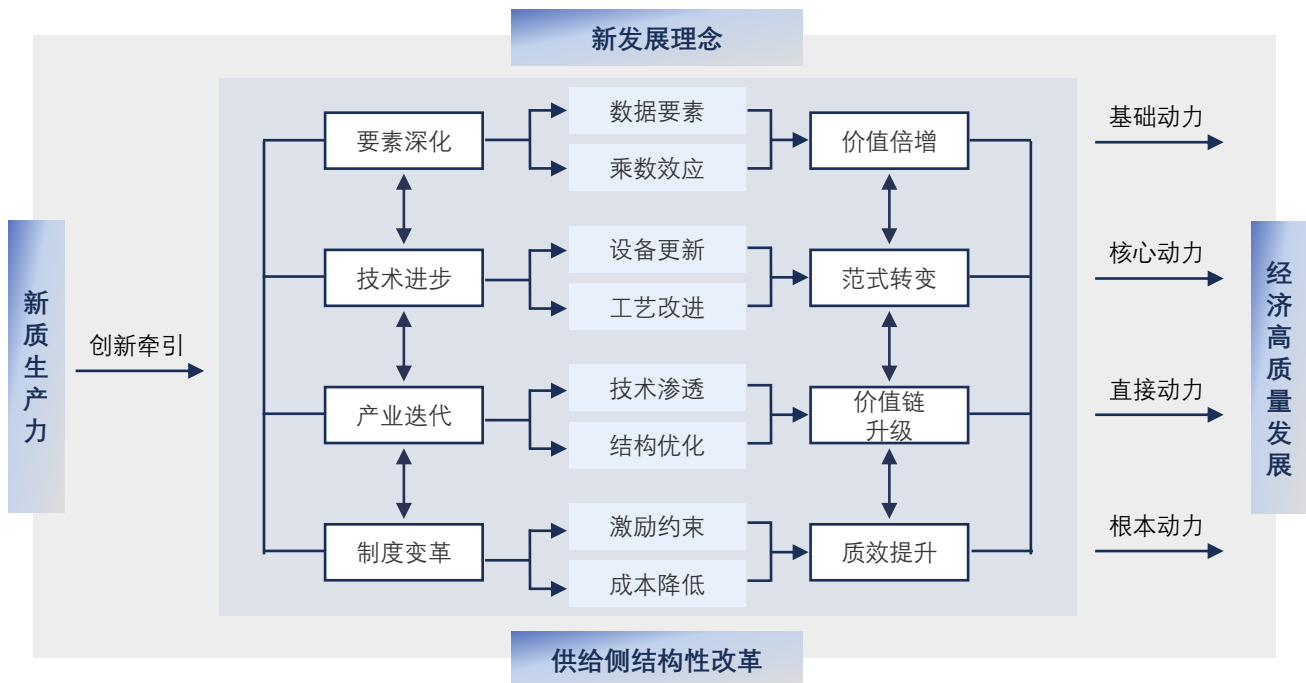 新发展理念
新质生产力
创新牵引
要素深化
数据要素
乘数效应
价值倍增
基础动力
技术进步
设备更新
工艺改进
范式转变
核心动力
产业迭代
技术渗透
结构优化
价值链
升级
直接动力
制度变革
激励约束
成本降低
质效提升
根本动力
经济高质量发展
供给侧结构性改革